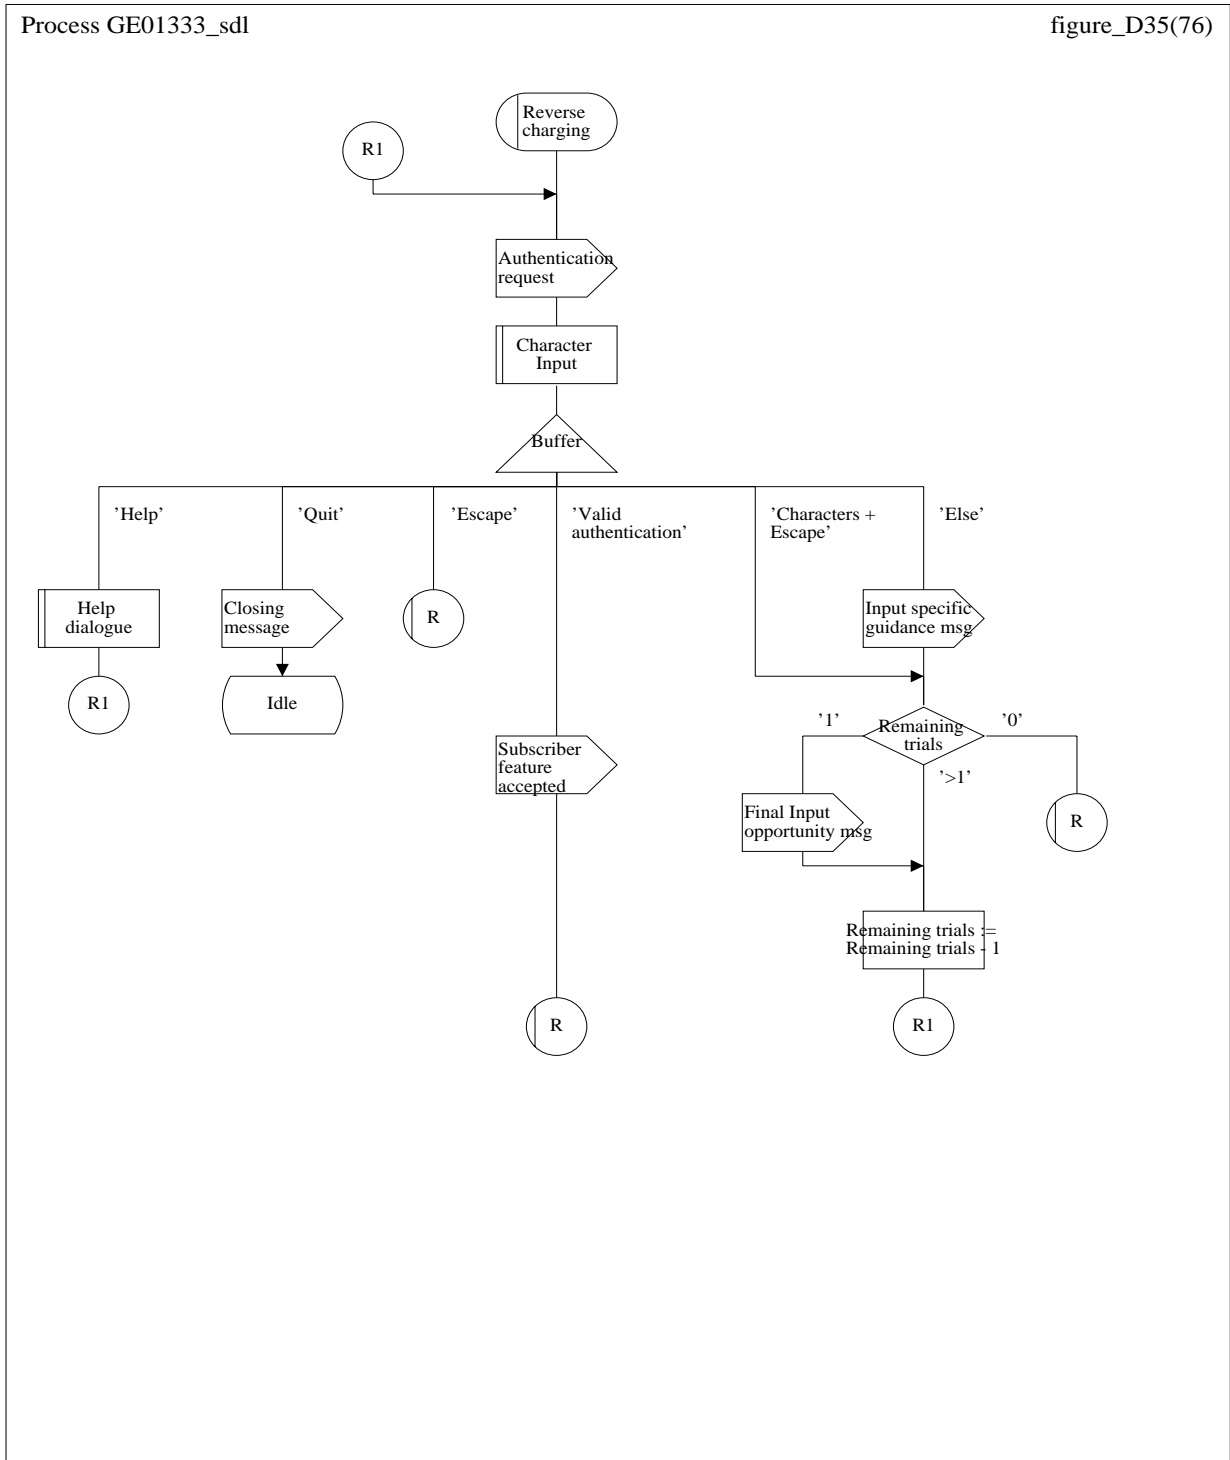 Process GE01333_sdl
figure_D35(76)
Reverse
charging
R1
Authentication
request
Character
Input
Buffer
’Help’
’Quit’
’Escape’
’Valid
authentication’
’Characters +
Escape’
’Else’
Help
dialogue
Closing
message
R
Input specific
guidance msg
R1
Idle
’1’
Remaining
trials
’0’
’>1’
Subscriber
feature
accepted
Final Input
opportunity msg
R
Remaining trials :=
Remaining trials - 1
R
R1